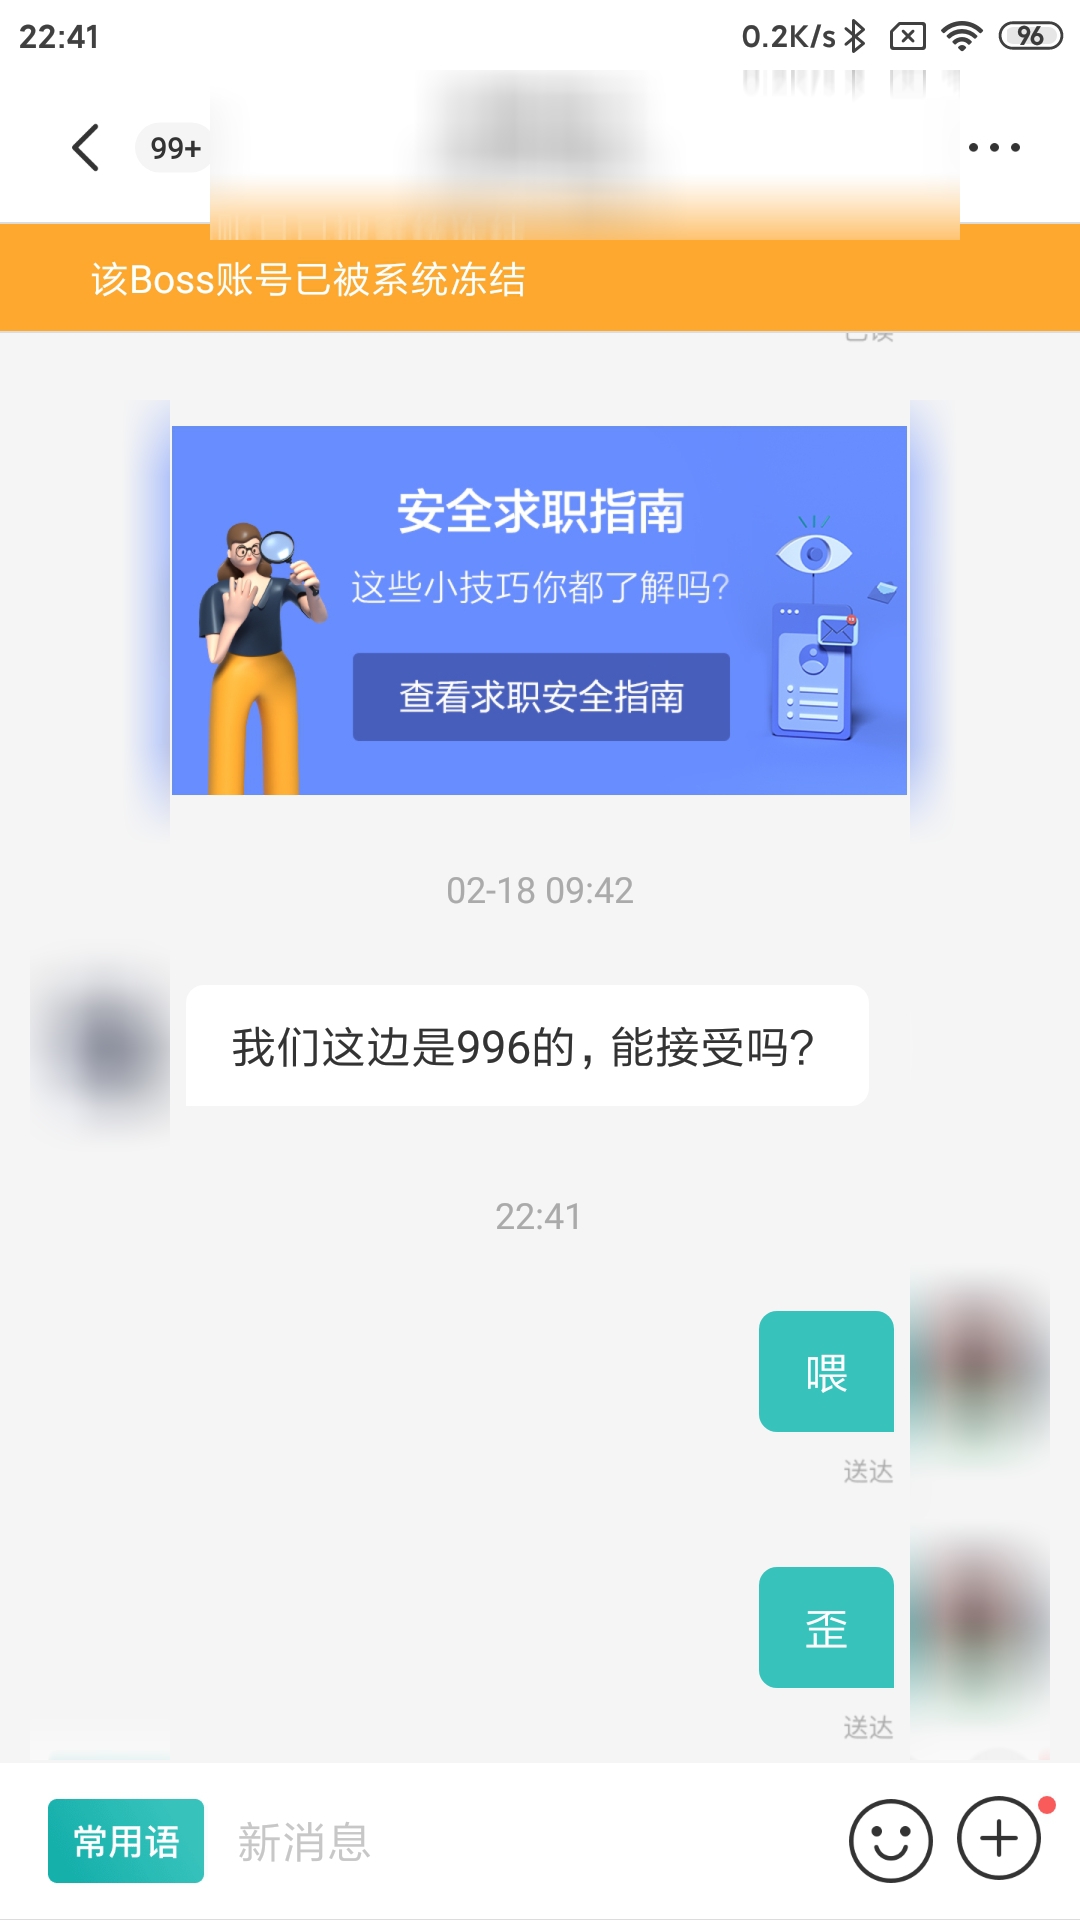 22:41
0.2K/s
96
99+
该Boss账号已被系统冻结
安全求职指南
这些小技巧你都了解吗?
查看求职安全指南
02-18 09:42
我们这边是996的, 能接受吗?
22:41
喂
送达
歪
送达
常用语
新消息